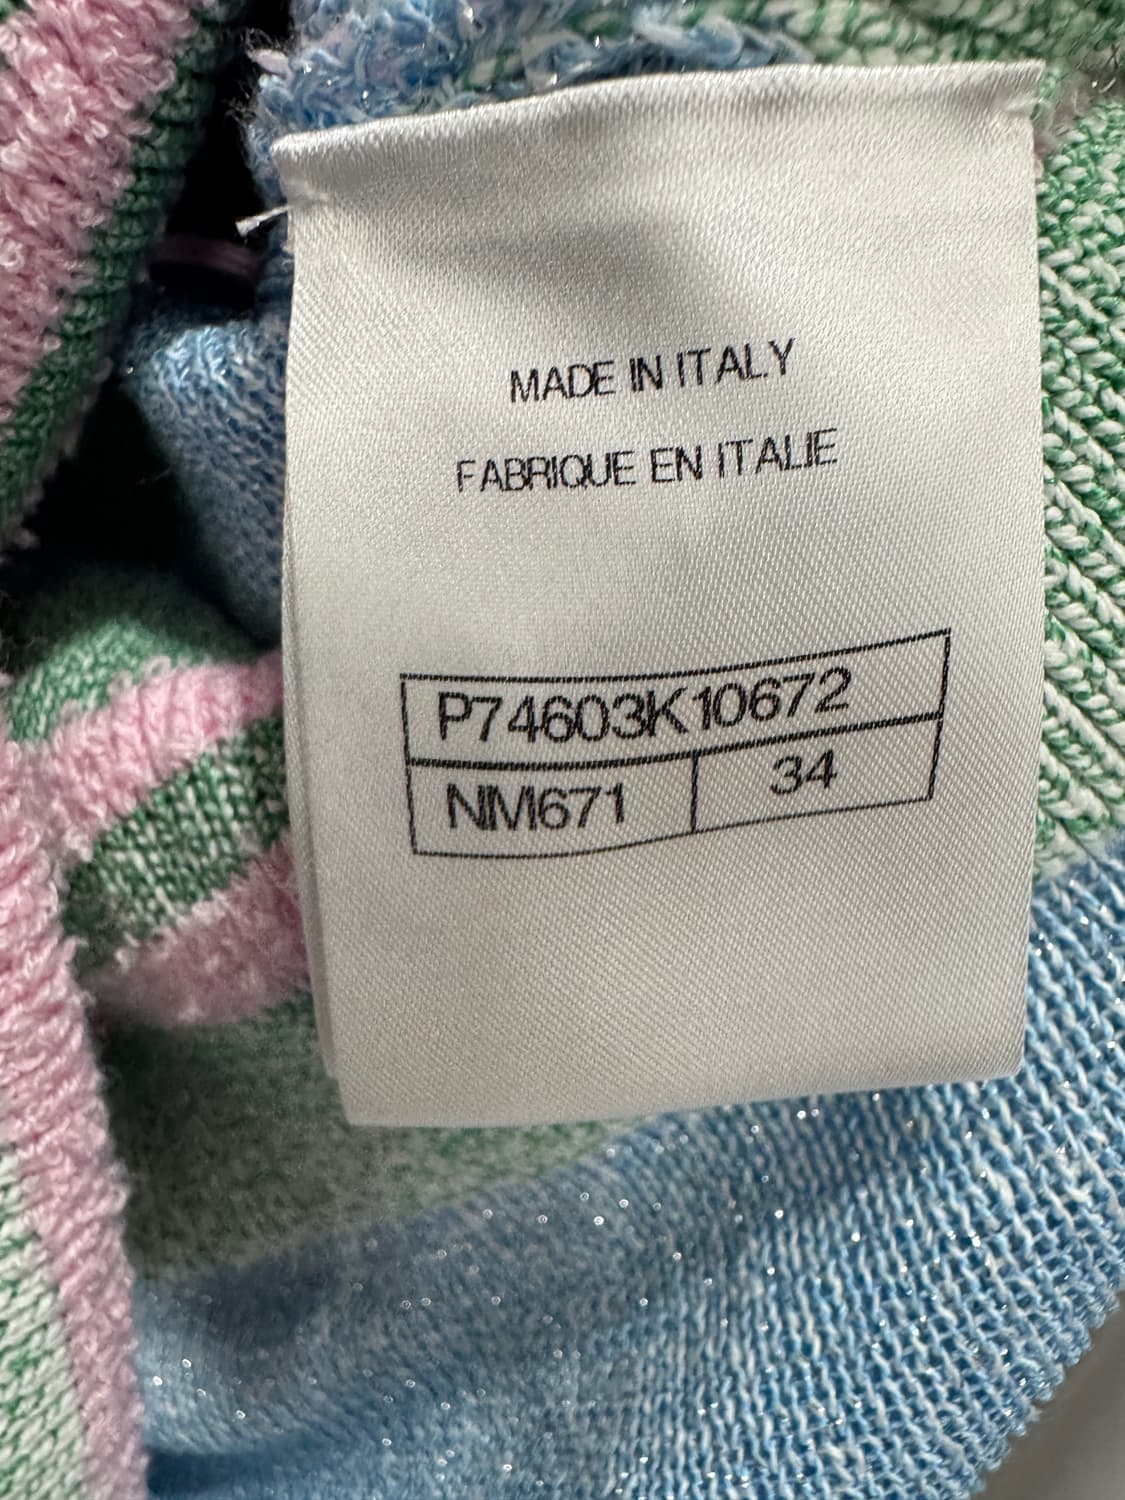 MADE IN ITALY
FABRIQUE EN ITALIE
P74603K10672
NM671 34